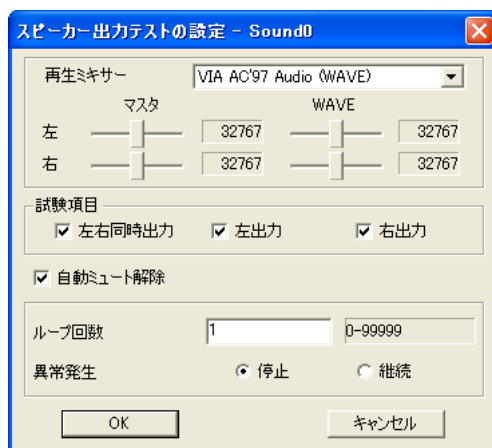 スピーカー出力テストの設定 - Sound0
再生ミキサー VIA AC'97 Audio (WAVE)
マスタ WAVE
左 32767 32767
右 32767 32767
試験項目
左右同時出力 左出力 右出力
自動ミュート解除
ループ回数 1 0-99999
異常発生 停止 継続
OK キャンセル